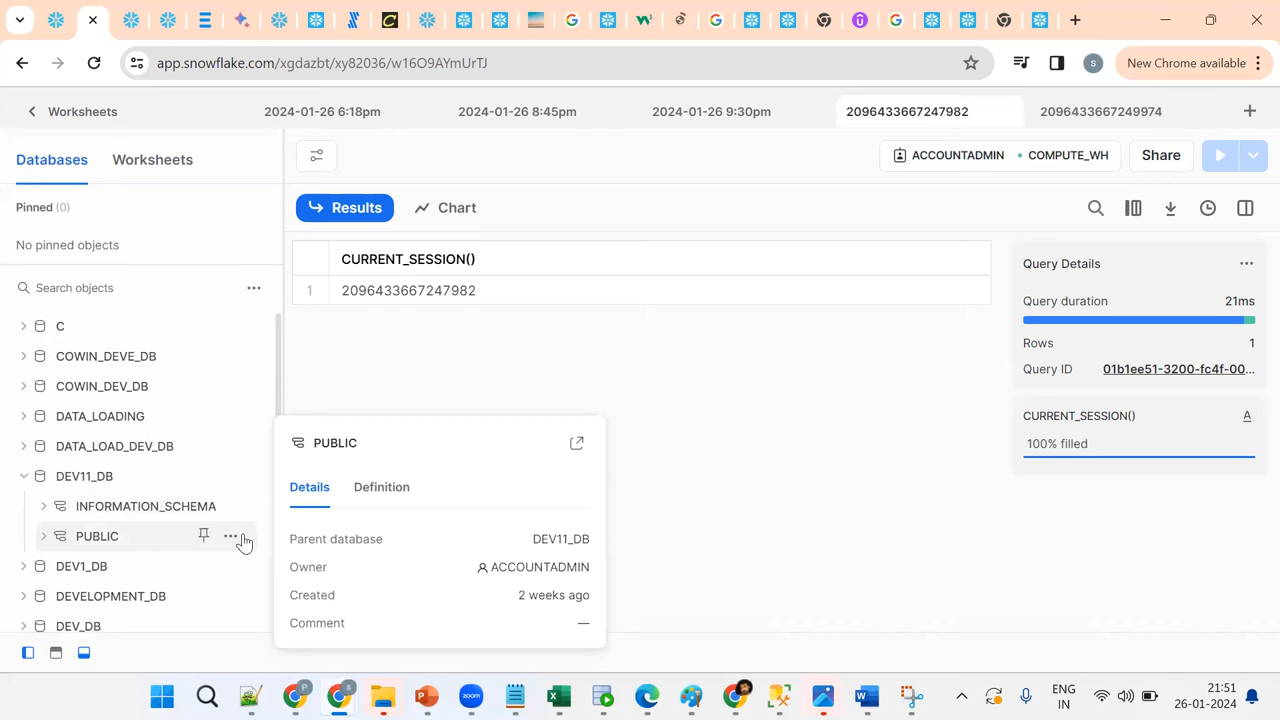 app.snowflake.com/xgdazbt/xy82036/w16O9AYmUrTJ
S
New Chrome available
Worksheets
2024-01-26 6:18pm
2024-01-26 8:45pm
2024-01-26 9:30pm
2096433667247982
2096433667249974
Databases
Worksheets
ACCOUNTADMIN
COMPUTE_WH
Share
Pinned (0)
No pinned objects
Results
Chart
Search objects
CURRENT_SESSION()
1
2096433667247982
Query Details
Query duration
21ms
Rows
1
Query ID
01b1ee51-3200-fc4f-00...
CURRENT_SESSION()
A
100% filled
C
COWIN_DEVE_DB
COWIN_DEV_DB
DATA_LOADING
DATA_LOAD_DEV_DB
DEV11_DB
INFORMATION_SCHEMA
PUBLIC
DEV1_DB
DEVELOPMENT_DB
DEV_DB
PUBLIC
Details
Definition
Parent database
DEV11_DB
Owner
ACCOUNTADMIN
Created
2 weeks ago
Comment
—
zoom
ENG
IN
21:51
26-01-2024